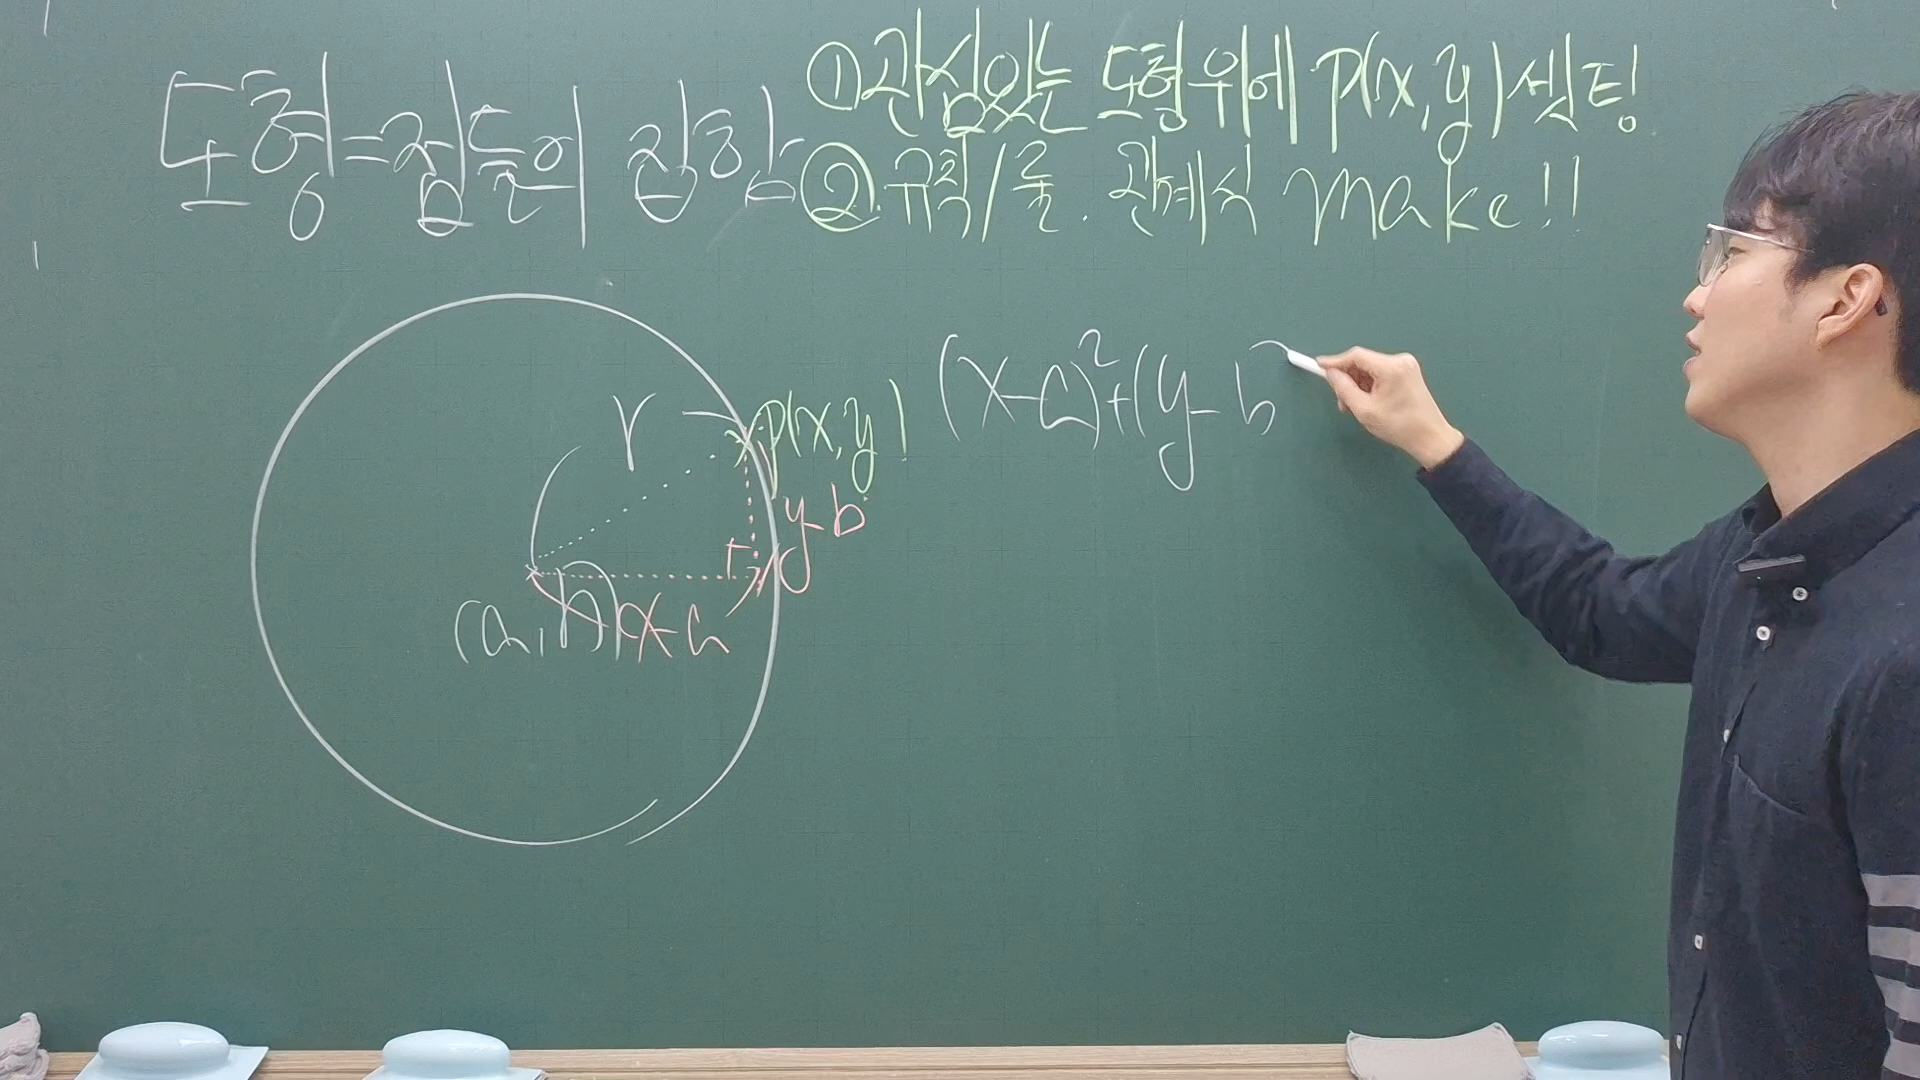 도형=점들의 집합
①관심있는 도형위에 P(x,y)셋팅!
②.규칙/룰. 관계식 make!!
r
P(x,y)
(x-a)²+(y-b
y-b
(a,b)
x-a